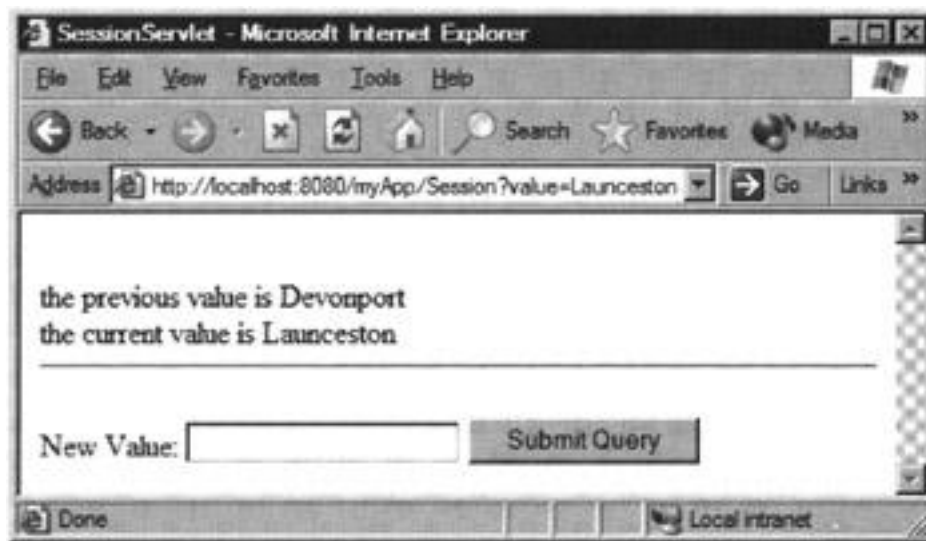 SessionServlet - Microsoft Internet Explorer
File Edit View Favorites Tools Help
Back Search Favorites Media »
Address http://localhost:8080/myApp/Session?value=Launceston Go Links »
the previous value is Devonport
the current value is Launceston
New Value: Submit Query
Done Local intranet